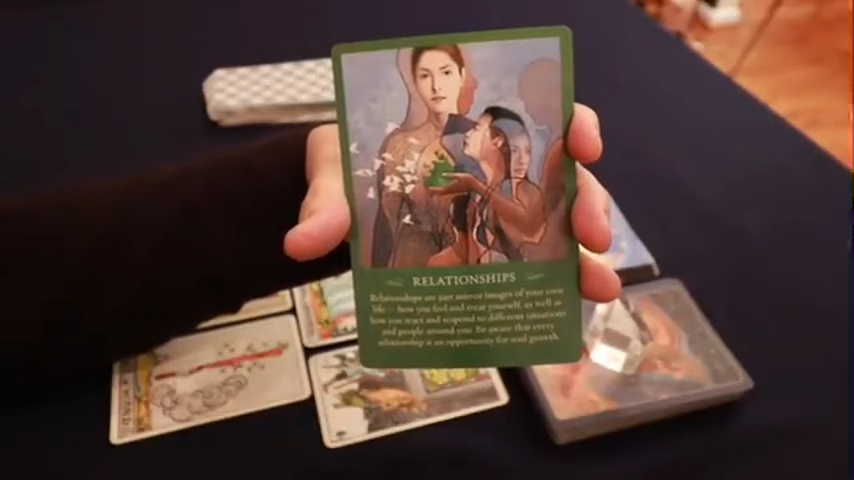 RELATIONSHIPS
Relationships are just mirror images of your own
life – how you feel and treat yourself, as well as
how you react and respond to different situations
and people around you. Be aware that every
relationship is an opportunity for soul growth.